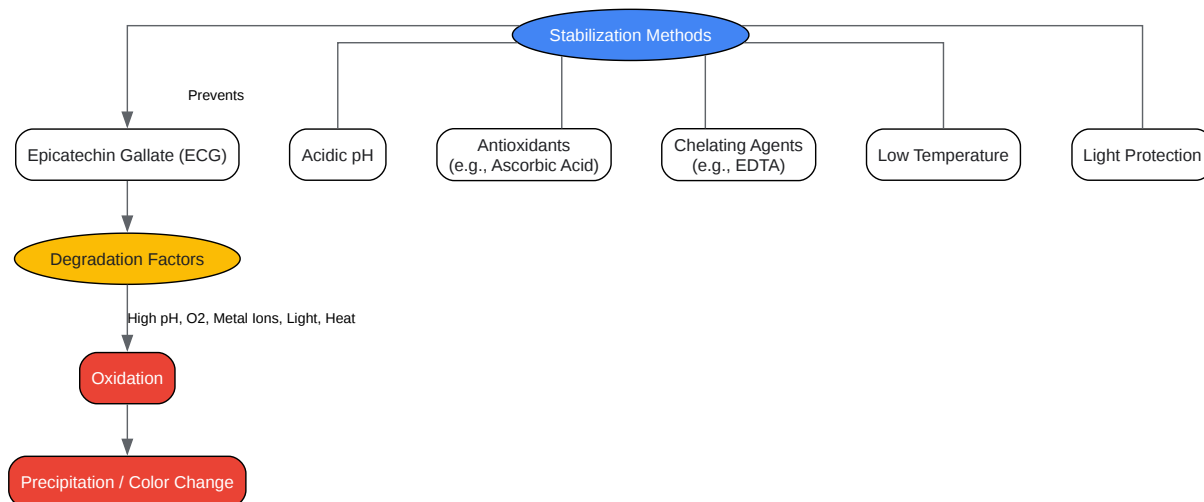 Stabilization Methods
Prevents
Epicatechin Gallate (ECG)
Acidic pH
Antioxidants
(e.g., Ascorbic Acid)
Chelating Agents
(e.g., EDTA)
Low Temperature
Light Protection
Degradation Factors
High pH, O2, Metal Ions, Light, Heat
Oxidation
Precipitation / Color Change